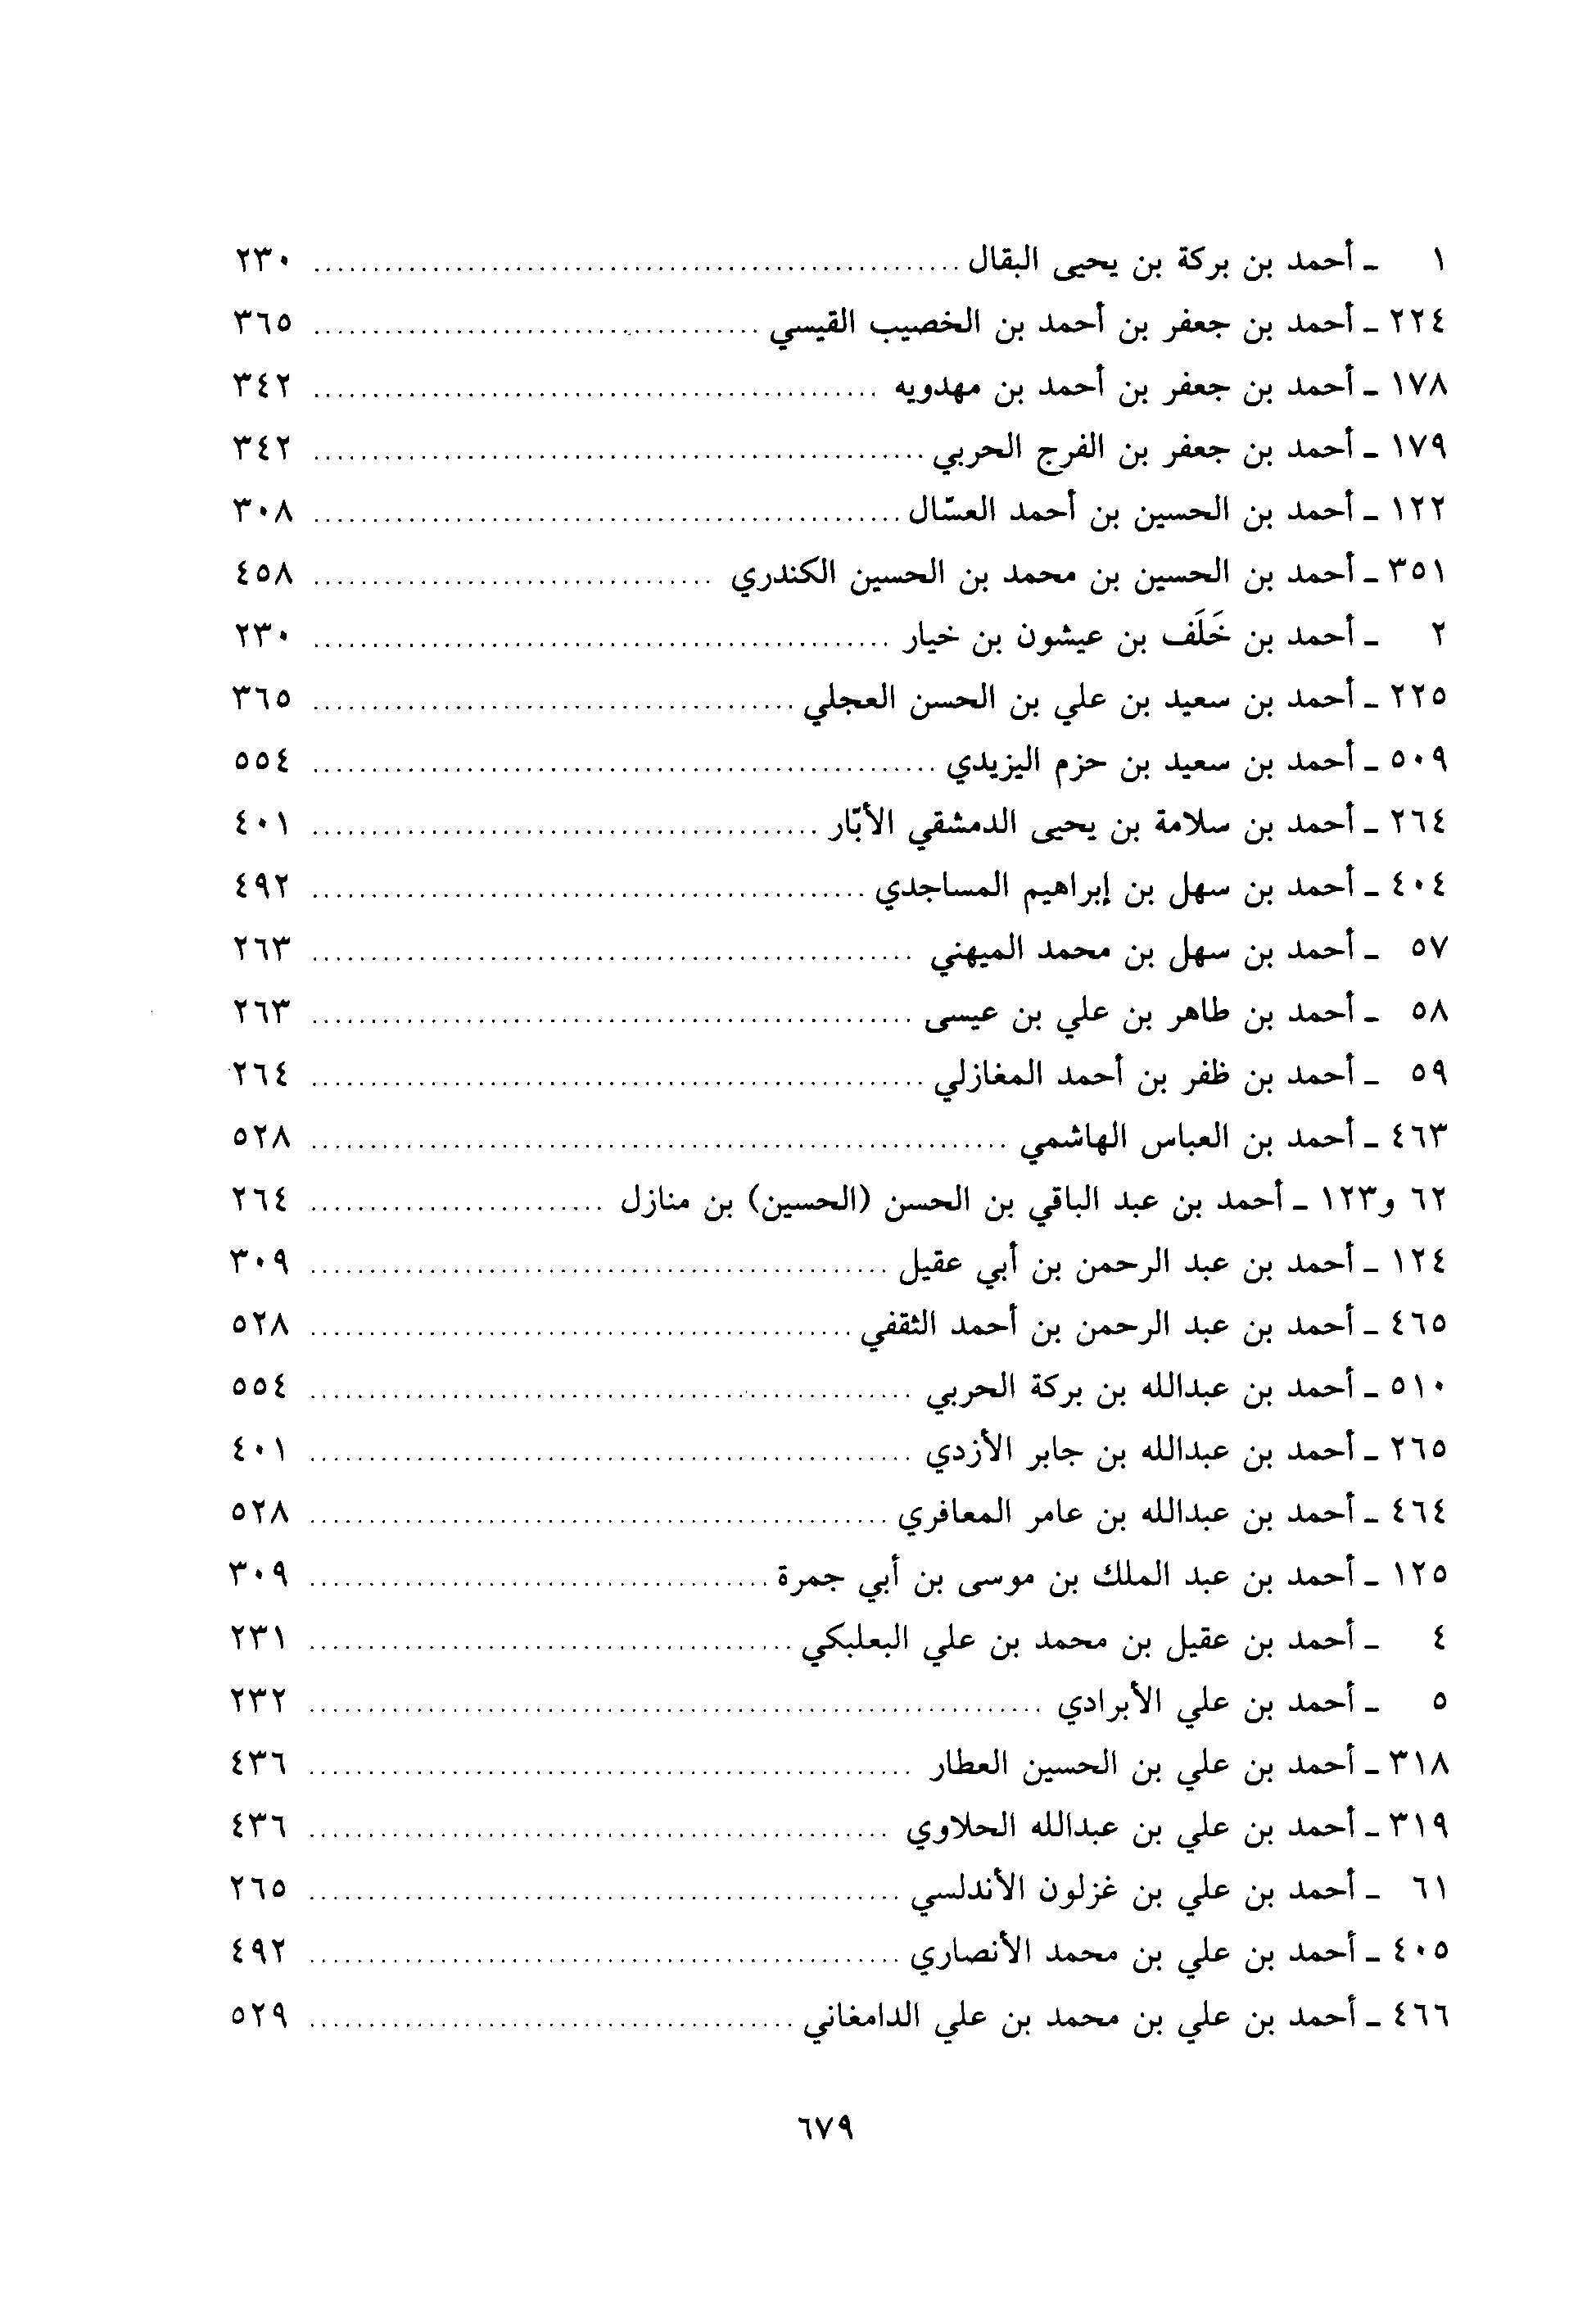 ١ ـ أحمد بن بركة بن يحيى البقال ........ ٢٣٠
٢٢٤ ـ أحمد بن جعفر بن أحمد بن الخصيب القيسي ........ ٣٦٥
١٧٨ ـ أحمد بن جعفر بن أحمد بن مهدويه ........ ٣٤٢
١٧٩ ـ أحمد بن جعفر بن الفرج الحربي ........ ٣٤٢
١٢٢ ـ أحمد بن الحسين بن أحمد العسّال ........ ٣٠٨
٣٥١ ـ أحمد بن الحسين بن محمد بن الحسين الكندري ........ ٤٥٨
٢ ـ أحمد بن خَلَف بن عيشون بن خيار ........ ٢٣٠
٢٢٥ ـ أحمد بن سعيد بن علي بن الحسن العجلي ........ ٣٦٥
٥٠٩ ـ أحمد بن سعيد بن حزم اليزيدي ........ ٥٥٤
٢٦٤ ـ أحمد بن سلامة بن يحيى الدمشقي الأبّار ........ ٤٠١
٤٠٤ ـ أحمد بن سهل بن إبراهيم المساجدي ........ ٤٩٢
٥٧ ـ أحمد بن سهل بن محمد الميهني ........ ٢٦٣
٥٨ ـ أحمد بن طاهر بن علي بن عيسى ........ ٢٦٣
٥٩ ـ أحمد بن ظفر بن أحمد المغازلي ........ ٢٦٤
٤٦٣ ـ أحمد بن العباس الهاشمي ........ ٥٢٨
٦٢ و١٢٣ ـ أحمد بن عبد الباقي بن الحسن (الحسين) بن منازل ........ ٢٦٤
١٢٤ ـ أحمد بن عبد الرحمن بن أبي عقيل ........ ٣٠٩
٤٦٥ ـ أحمد بن عبد الرحمن بن أحمد الثقفي ........ ٥٢٨
٥١٠ ـ أحمد بن عبدالله بن بركة الحربي ........ ٥٥٤
٢٦٥ ـ أحمد بن عبدالله بن جابر الأزدي ........ ٤٠١
٤٦٤ ـ أحمد بن عبدالله بن عامر المعافري ........ ٥٢٨
١٢٥ ـ أحمد بن عبد الملك بن موسى بن أبي جمرة ........ ٣٠٩
٤ ـ أحمد بن عقيل بن محمد بن علي البعلبكي ........ ٢٣١
٥ ـ أحمد بن علي الأبرادي ........ ٢٣٢
٣١٨ ـ أحمد بن علي بن الحسين العطار ........ ٤٣٦
٣١٩ ـ أحمد بن علي بن عبدالله الحلاوي ........ ٤٣٦
٦١ ـ أحمد بن علي بن غزلون الأندلسي ........ ٢٦٥
٤٠٥ ـ أحمد بن علي بن محمد الأنصاري ........ ٤٩٢
٤٦٦ ـ أحمد بن علي بن محمد بن علي الدامغاني ........ ٥٢٩
٦٧٩